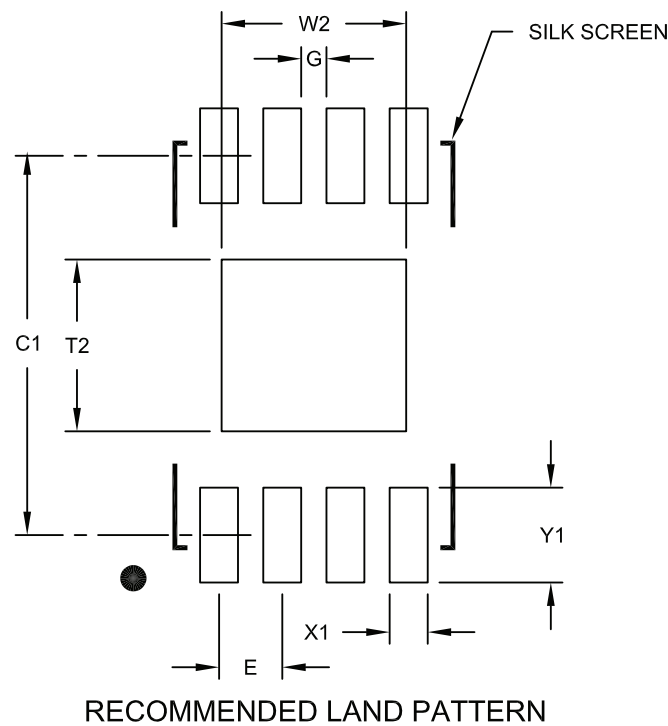 W2
G
SILK SCREEN
C1
T2
Y1
X1
E
RECOMMENDED LAND PATTERN